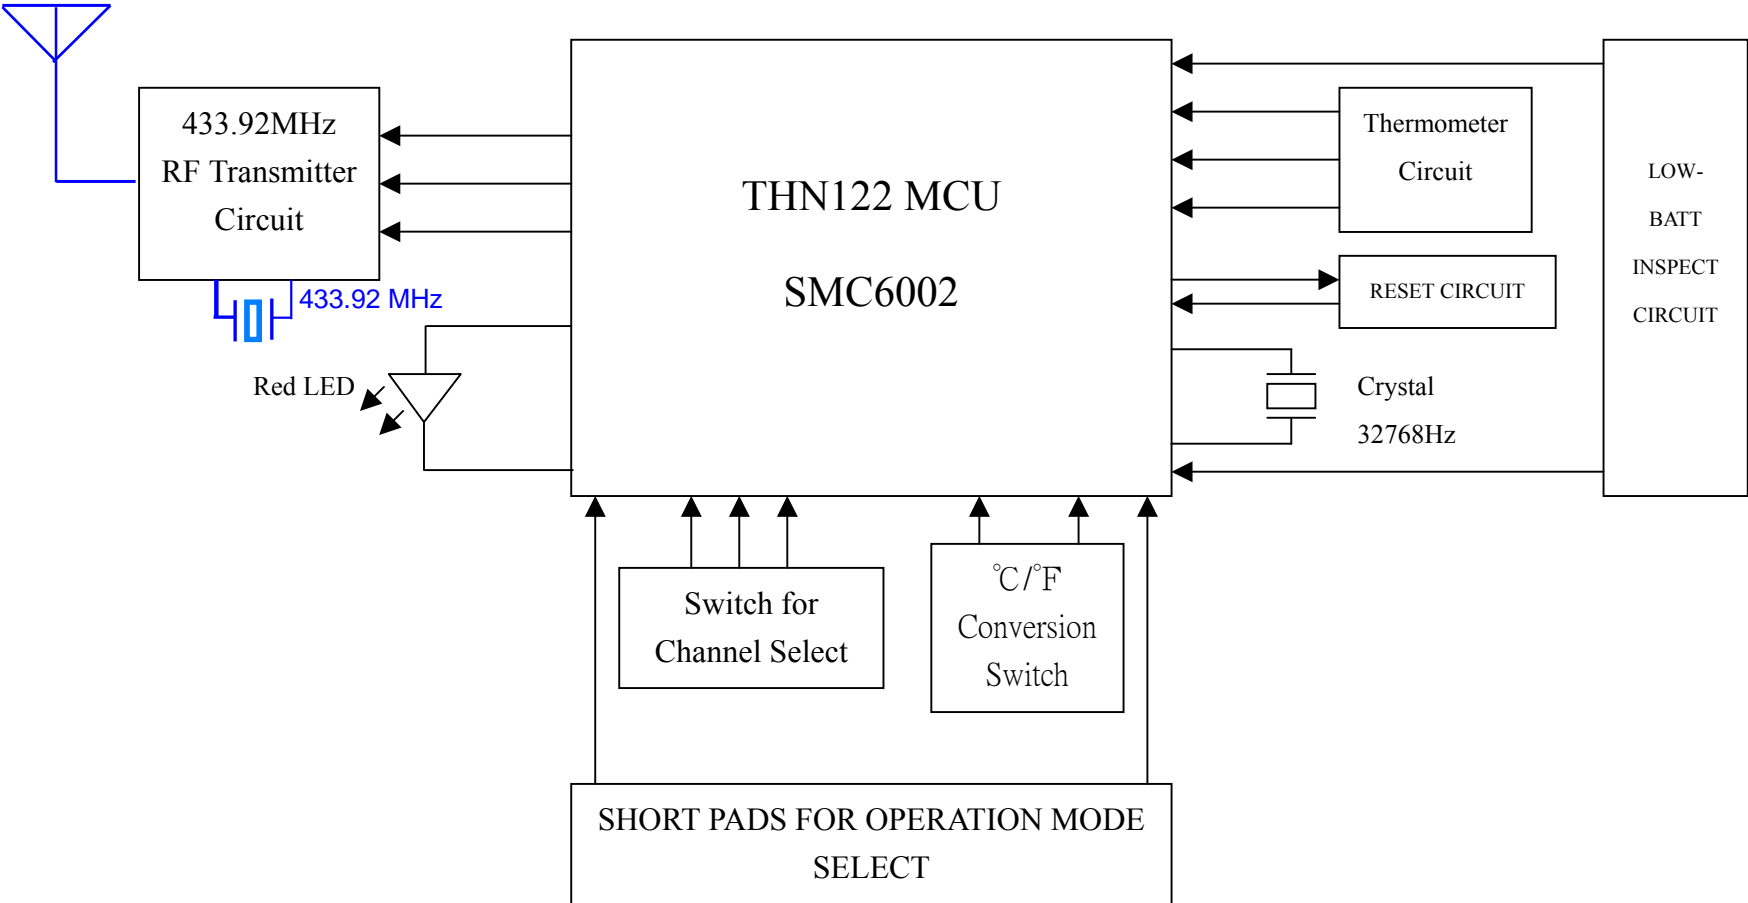 433.92MHz
RF Transmitter
Circuit
433.92 MHz
Red LED
THN122 MCU
SMC6002
Thermometer
Circuit
RESET CIRCUIT
Crystal
32768Hz
LOW-
BATT
INSPECT
CIRCUIT
Switch for
Channel Select
℃/℉
Conversion
Switch
SHORT PADS FOR OPERATION MODE
SELECT